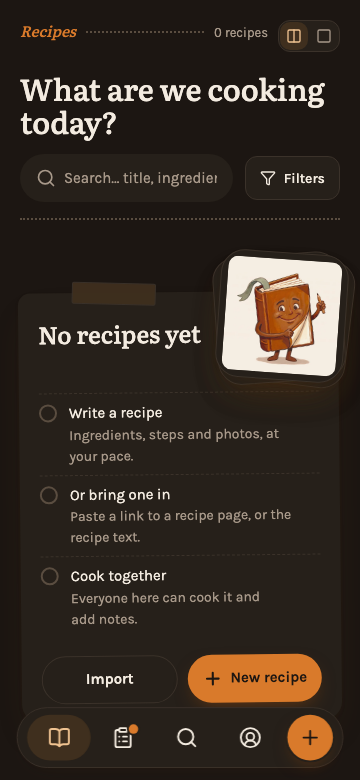 Recipes
0 recipes
What are we cooking
today?
Search... title, ingredier
Filters
No recipes yet
Write a recipe
Ingredients, steps and photos, at
your pace.
Or bring one in
Paste a link to a recipe page, or the
recipe text.
Cook together
Everyone here can cook it and
add notes.
Import
New recipe